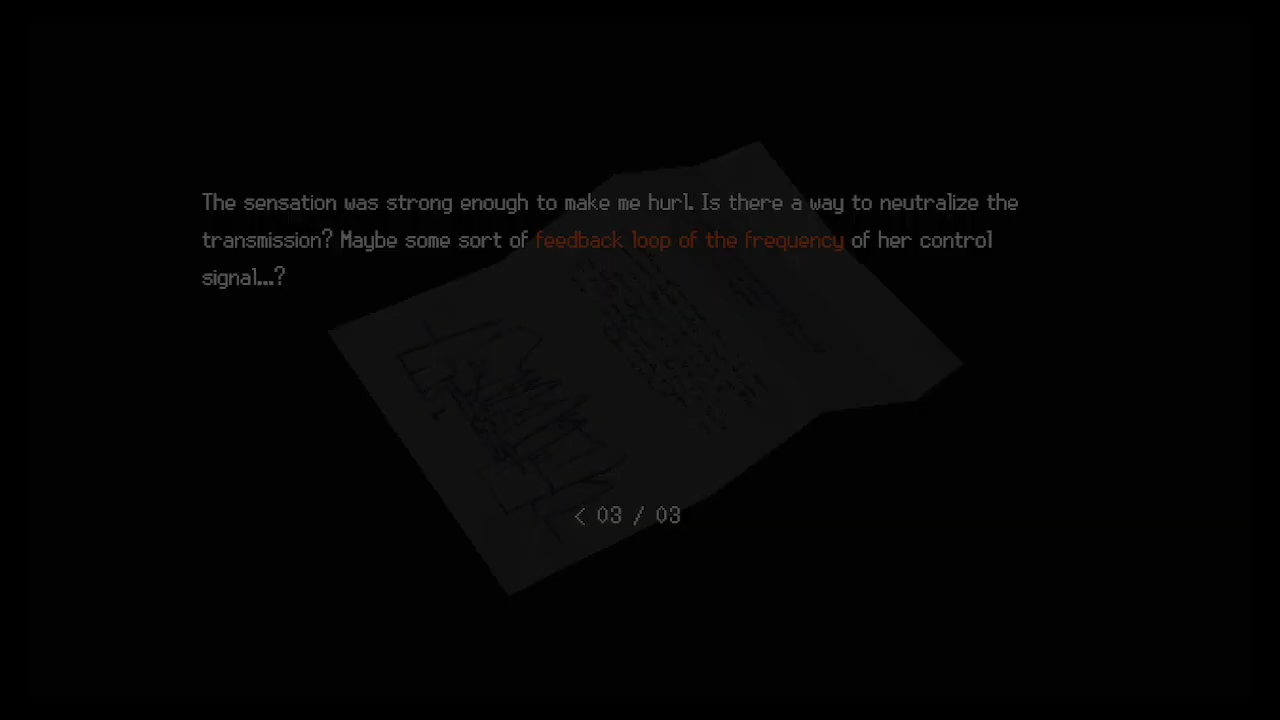 The sensation was strong enough to make me hurl. Is there a way to neutralize the
transmission? Maybe some sort of feedback loop of the frequency of her control
signal...?
< 03 / 03